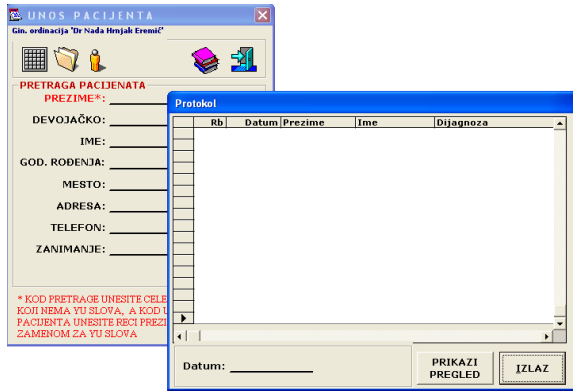 UNOS PACIJENTA
Gin. ordinacija "Dr Nada Hrnjak Eremić"
PRETRAGA PACIJENATA
PREZIME*:
DEVOJAČKO:
IME:
GOD. ROĐENJA:
MESTO:
ADRESA:
TELEFON:
ZANIMANJE:
* KOD PRETRAGE UNESITE CELE
KOJI NEMA YU SLOVA, A KOD U
PACIJENTA UNESITE RECI PREZI
ZAMENOM ZA YU SLOVA
Protokol
Rb Datum Prezime Ime Dijagnoza
Datum:
PRIKAZI
PREGLED
IZLAZ